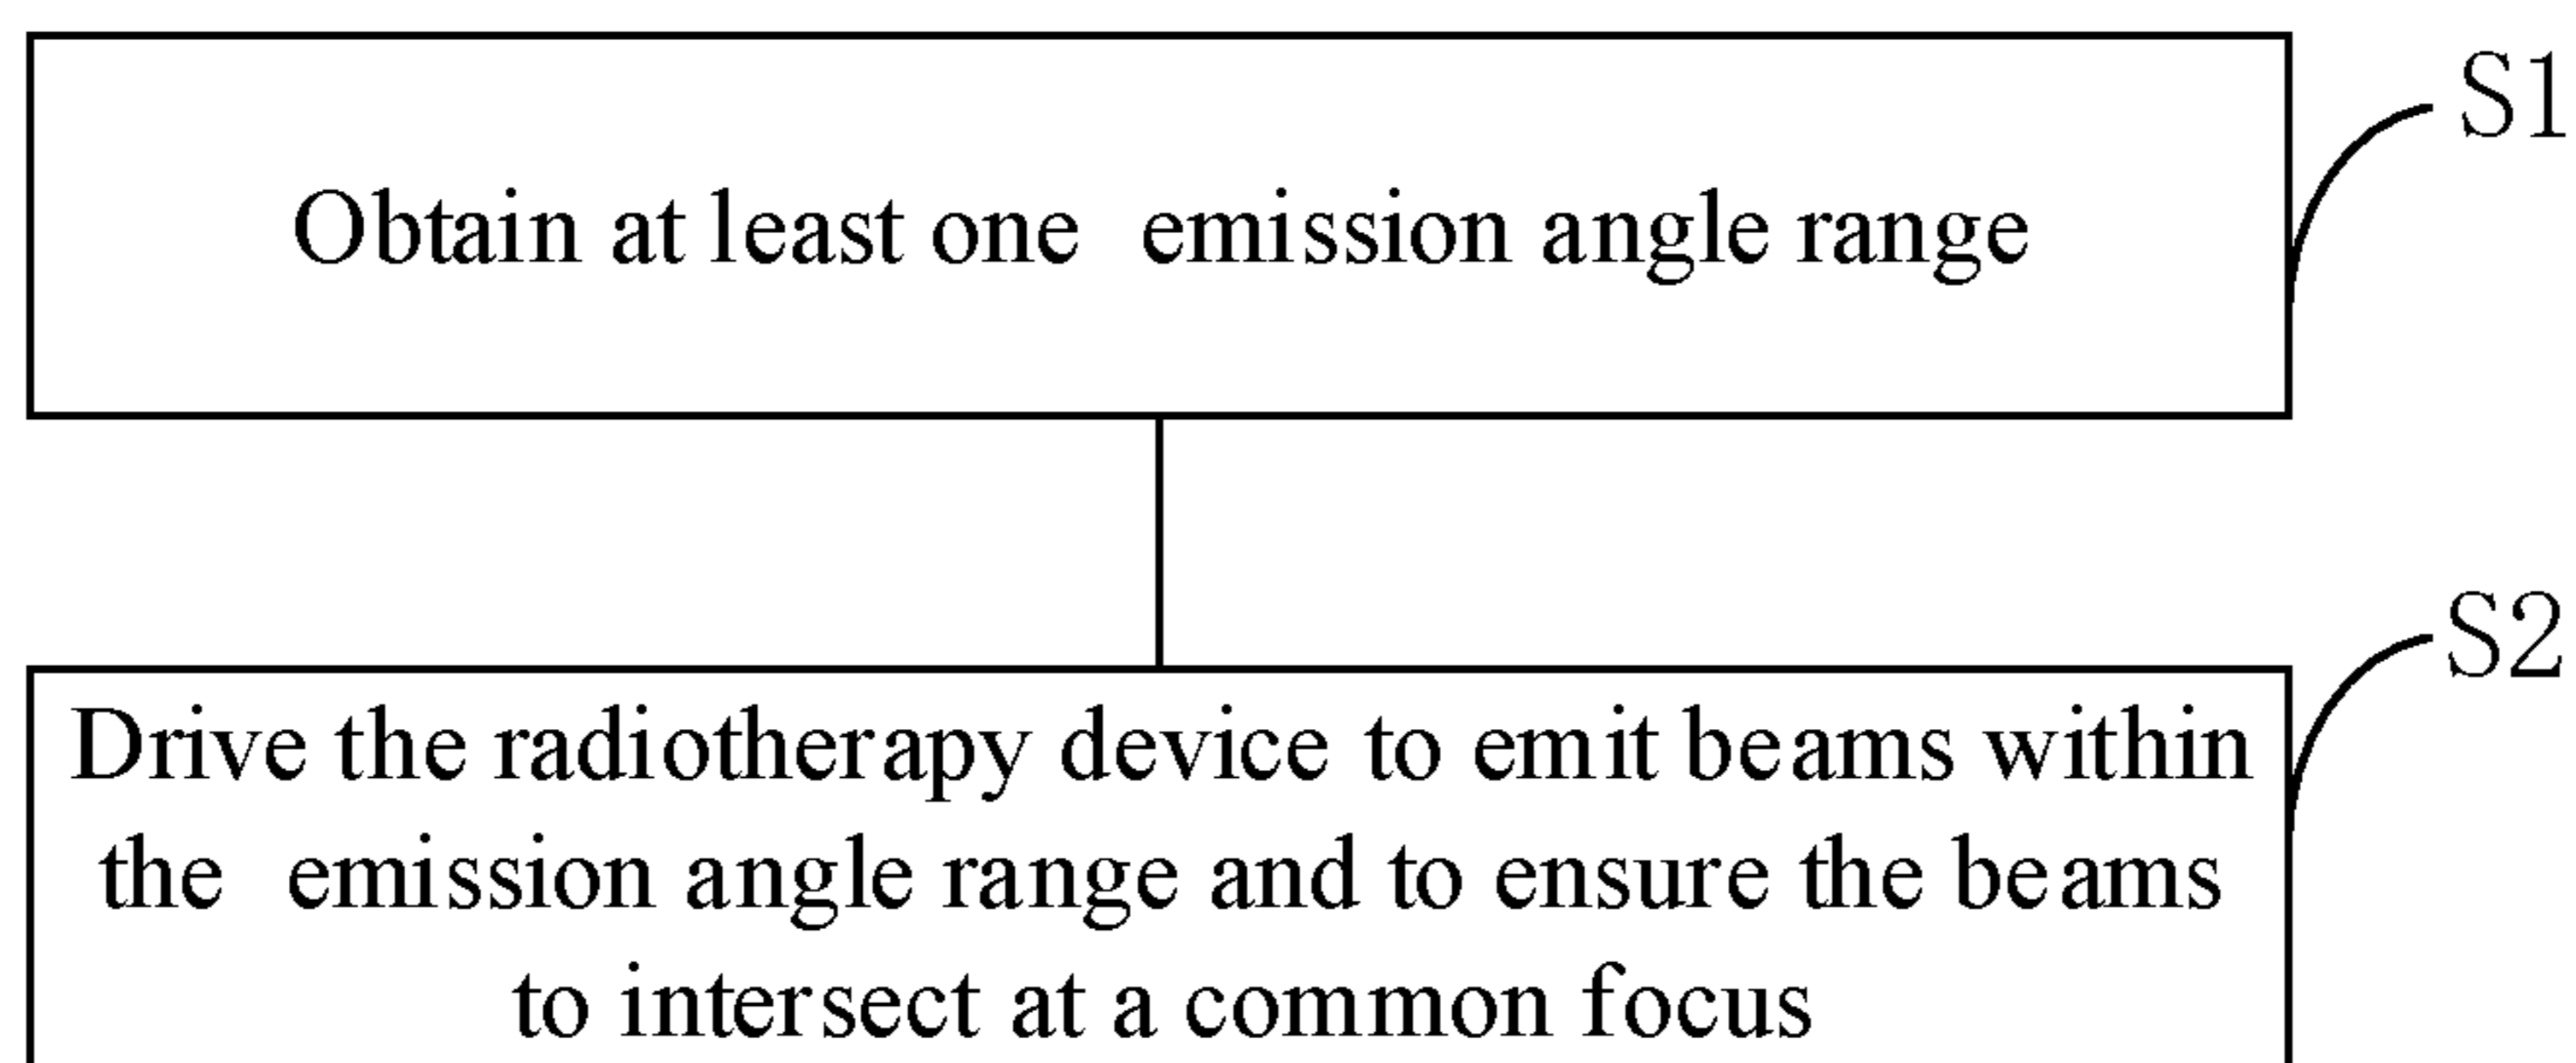 S1
Obtain at least one emission angle range
S2
Drive the radiotherapy device to emit beams within
the emission angle range and to ensure the beams
to intersect at a common focus